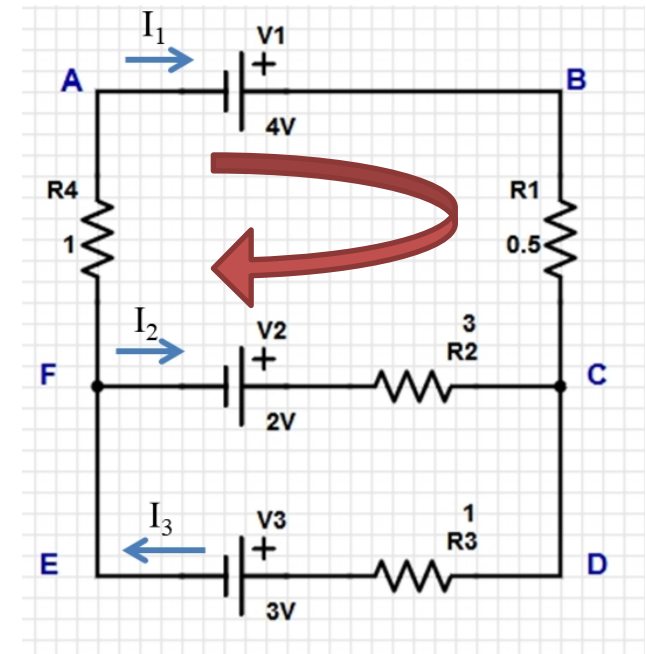 I₁
V1
+
A
B
4V
R4
R1
1
0.5
I₂
V2
3
+
R2
F
C
2V
I₃
V3
1
+
R3
E
D
3V